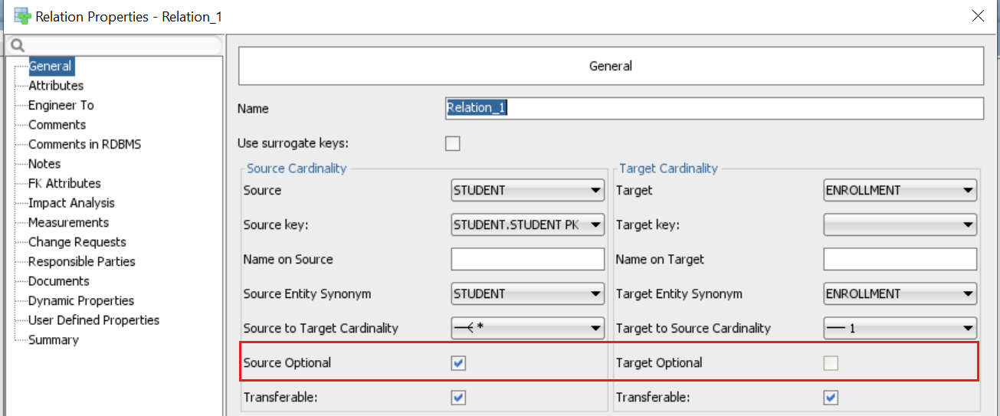 Relation Properties - Relation_1
General
Attributes
Engineer To
Comments
Comments in RDBMS
Notes
FK Attributes
Impact Analysis
Measurements
Change Requests
Responsible Parties
Documents
Dynamic Properties
User Defined Properties
Summary
General
Name Relation_1
Use surrogate keys:
Source Cardinality
Source STUDENT
Source key: STUDENT.STUDENT PK
Name on Source
Source Entity Synonym STUDENT
Source to Target Cardinality *
Source Optional
Transferable:
Target Cardinality
Target ENROLLMENT
Target key:
Name on Target
Target Entity Synonym ENROLLMENT
Target to Source Cardinality 1
Target Optional
Transferable: